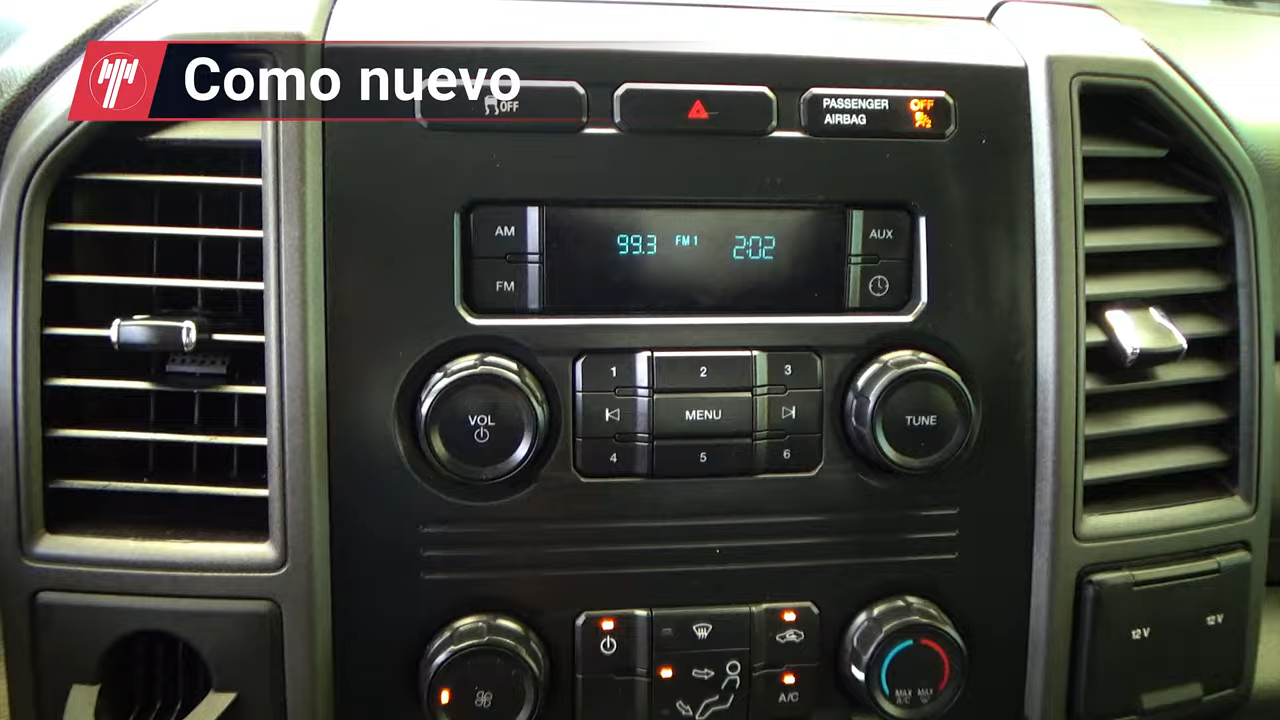 Como nuevo
OFF
PASSENGER
AIRBAG
OFF
2
AM
99.3 FM1 2:02
AUX
FM
1 2 3
VOL
MENU
TUNE
4 5 6
12V
12V
A/C
MAX A/C
MAX